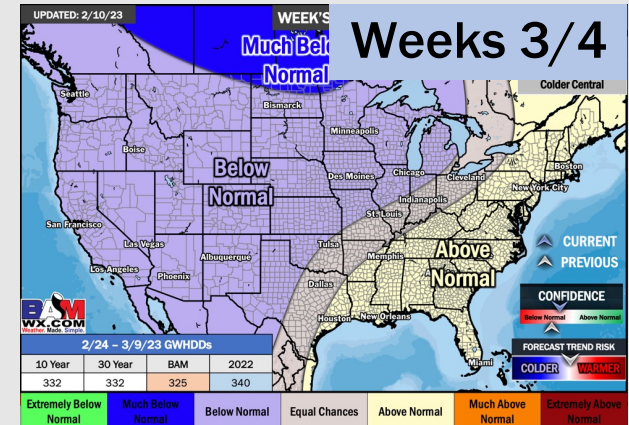 UPDATED: 2/10/23
WEEK'S
Weeks 3/4
Much Bel
Normal
Colder Central
Seattle
Bismarck
Minneapolis
Boise
Below
Normal
Des Moines
Chicago
Cleveland
Boston
New York City
Indianapolis
St. Louis
San Francisco
Las Vegas
Los Angeles
Phoenix
Albuquerque
Tulsa
Memphis
Above
Normal
Dallas
Houston
New Orleans
Miami
CURRENT
PREVIOUS
CONFIDENCE
Below Normal Above Normal
FORECAST TREND RISK
COLDER WARMER
BAM
WX.COM
Weather. Made. Simple.
2/24 – 3/9/23 GWHDDs
10 Year 30 Year BAM 2022
332 332 325 340
Extremely Below Normal
Much Below Normal
Below Normal
Equal Chances
Above Normal
Much Above Normal
Extremely Above Normal